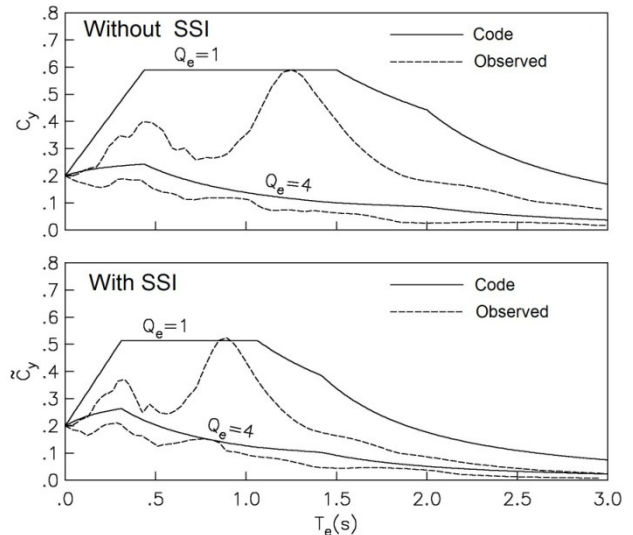 .8
Without SSI
Code
.7
Qe=1
Observed
.6
.5
Cy
.4
.3
Qe=4
.2
.1
.0
.8
With SSI
Code
.7
Observed
.6
Qe=1
.5
C̃y
.4
.3
Qe=4
.2
.1
.0
.0 0.5 1.0 1.5 2.0 2.5 3.0
Te(s)